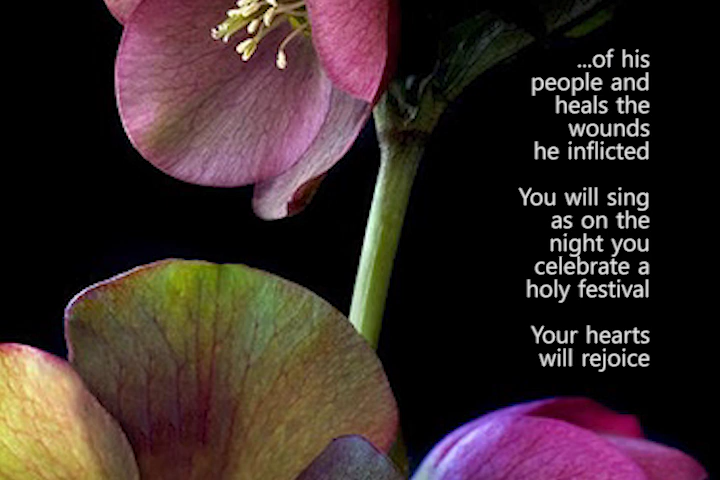 ...of his
people and
heals the
wounds
he inflicted
You will sing
as on the
night you
celebrate a
holy festival
Your hearts
will rejoice